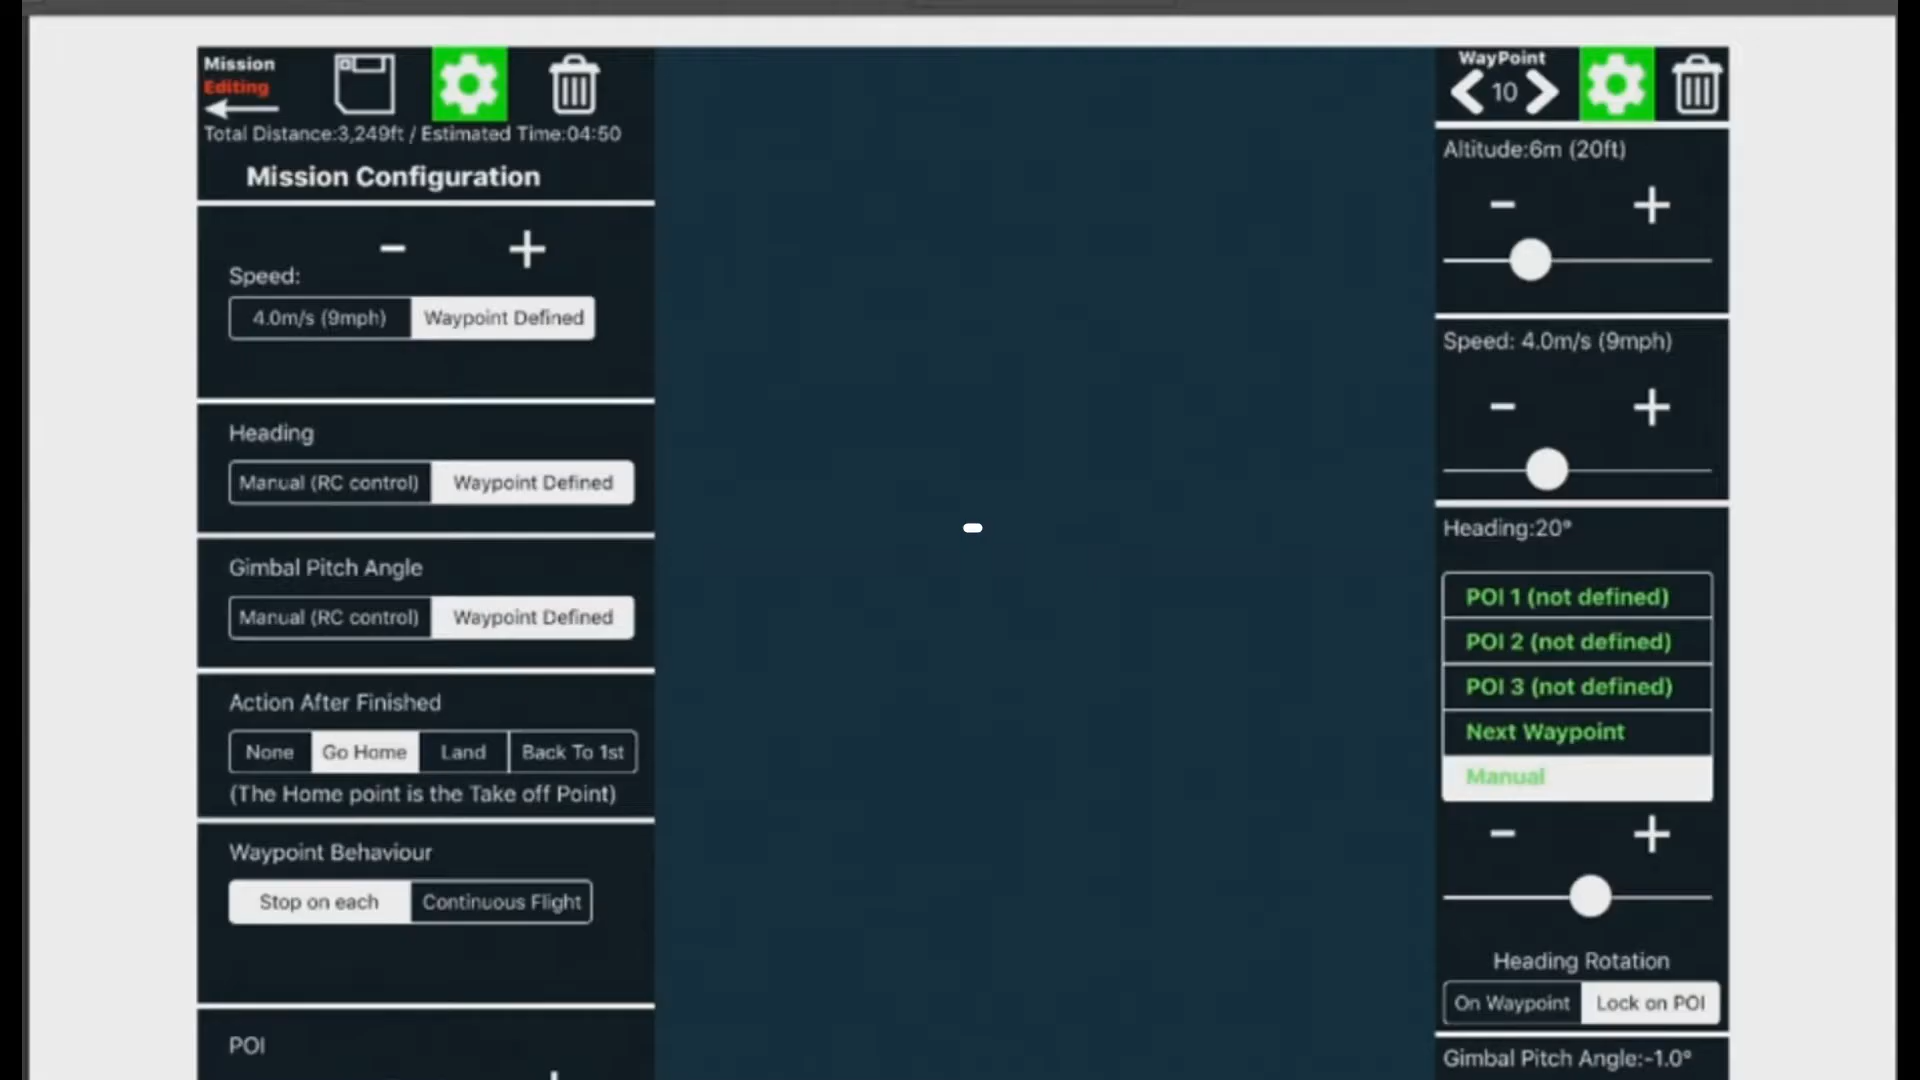 Mission
Editing
Total Distance:3,249ft / Estimated Time:04:50
Mission Configuration
Speed:
4.0m/s (9mph)
Waypoint Defined
Heading
Manual (RC control)
Waypoint Defined
Gimbal Pitch Angle
Manual (RC control)
Waypoint Defined
Action After Finished
None
Go Home
Land
Back To 1st
(The Home point is the Take off Point)
Waypoint Behaviour
Stop on each
Continuous Flight
POI
WayPoint
10
Altitude:6m (20ft)
Speed: 4.0m/s (9mph)
Heading:20°
POI 1 (not defined)
POI 2 (not defined)
POI 3 (not defined)
Next Waypoint
Manual
Heading Rotation
On Waypoint
Lock on POI
Gimbal Pitch Angle:-1.0°